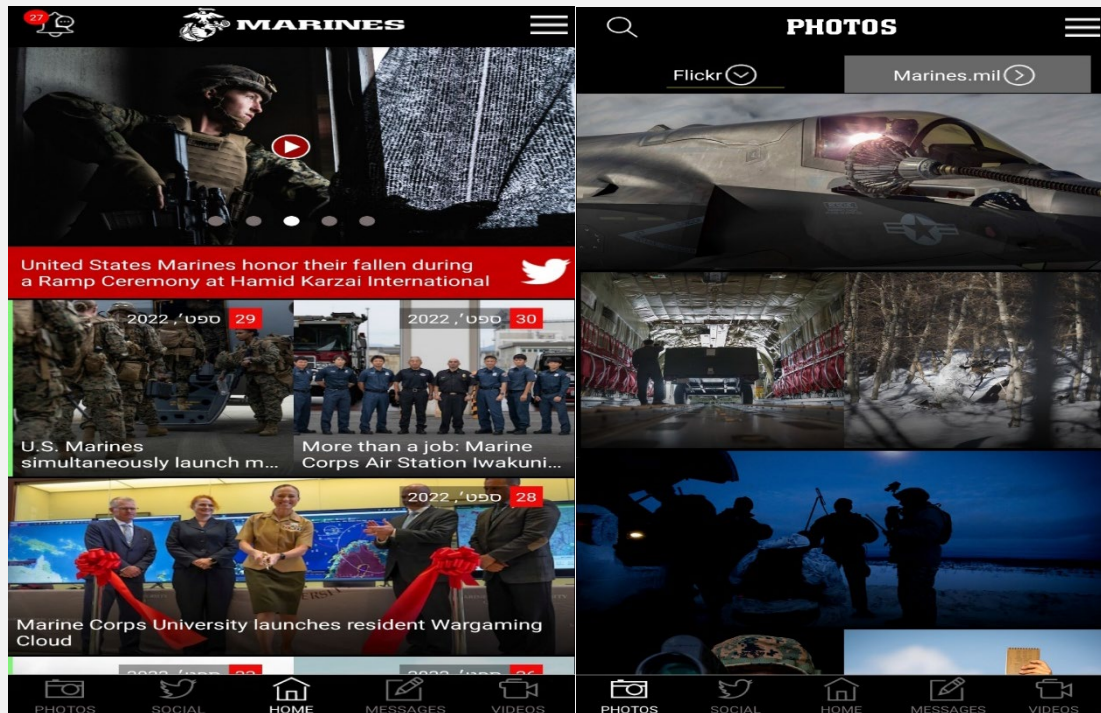 27
MARINES
United States Marines honor their fallen during
a Ramp Ceremony at Hamid Karzai International
29 ספט׳, 2022
30 ספט׳, 2022
U.S. Marines
simultaneously launch m...
More than a job: Marine
Corps Air Station Iwakuni...
28 ספט׳, 2022
Marine Corps University launches resident Wargaming
Cloud
PHOTOS SOCIAL HOME MESSAGES VIDEOS
PHOTOS
Flickr Marines.mil
PHOTOS SOCIAL HOME MESSAGES VIDEOS